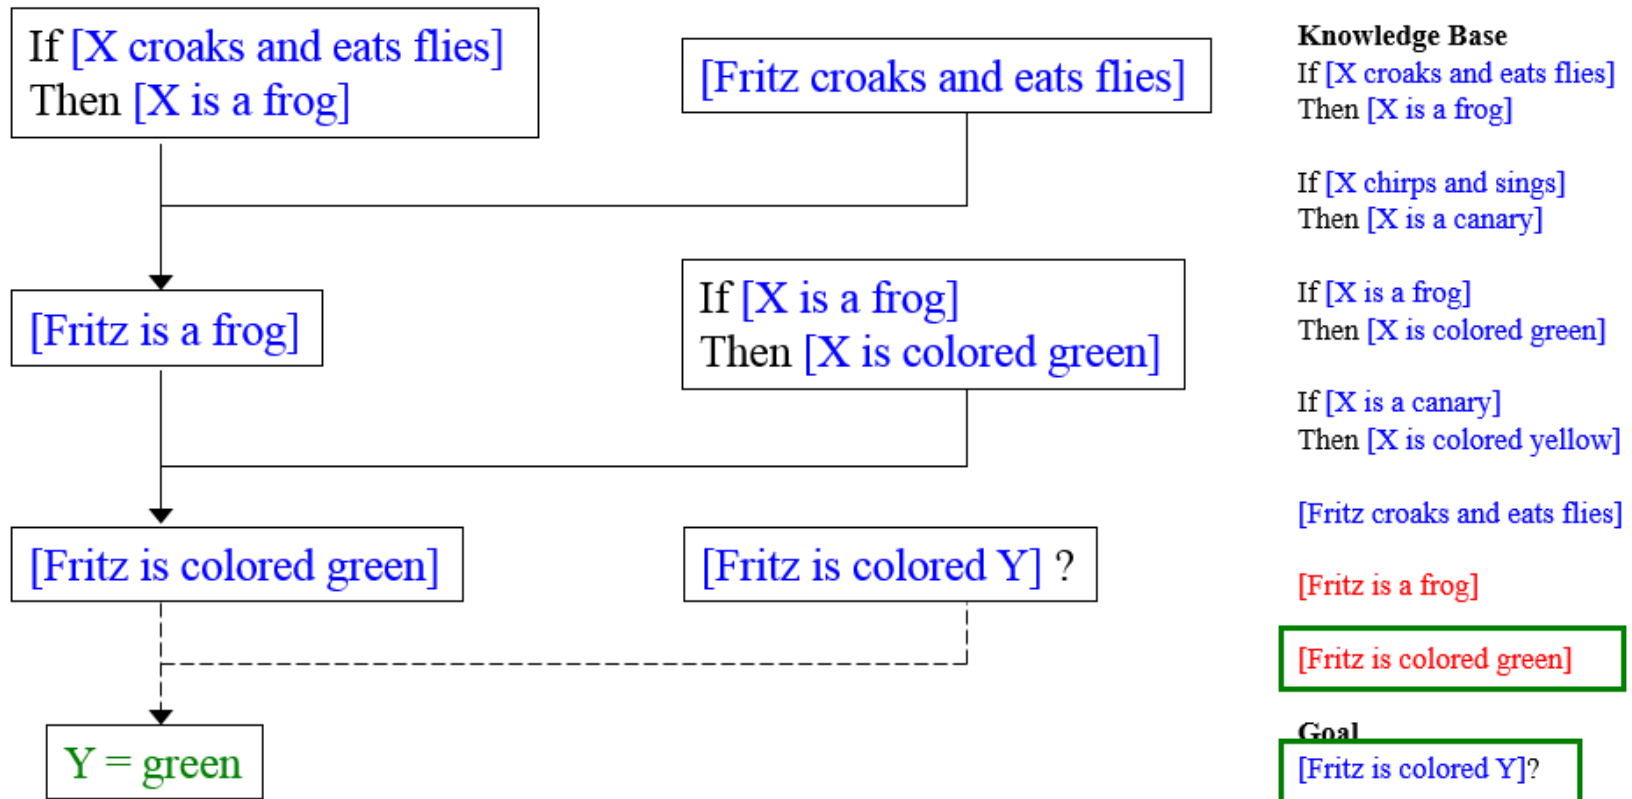 If [X croaks and eats flies]
Then [X is a frog]
[Fritz croaks and eats flies]
[Fritz is a frog]
If [X is a frog]
Then [X is colored green]
[Fritz is colored green]
[Fritz is colored Y] ?
Y = green
Knowledge Base
If [X croaks and eats flies]
Then [X is a frog]
If [X chirps and sings]
Then [X is a canary]
If [X is a frog]
Then [X is colored green]
If [X is a canary]
Then [X is colored yellow]
[Fritz croaks and eats flies]
[Fritz is a frog]
[Fritz is colored green]
Goal
[Fritz is colored Y]?